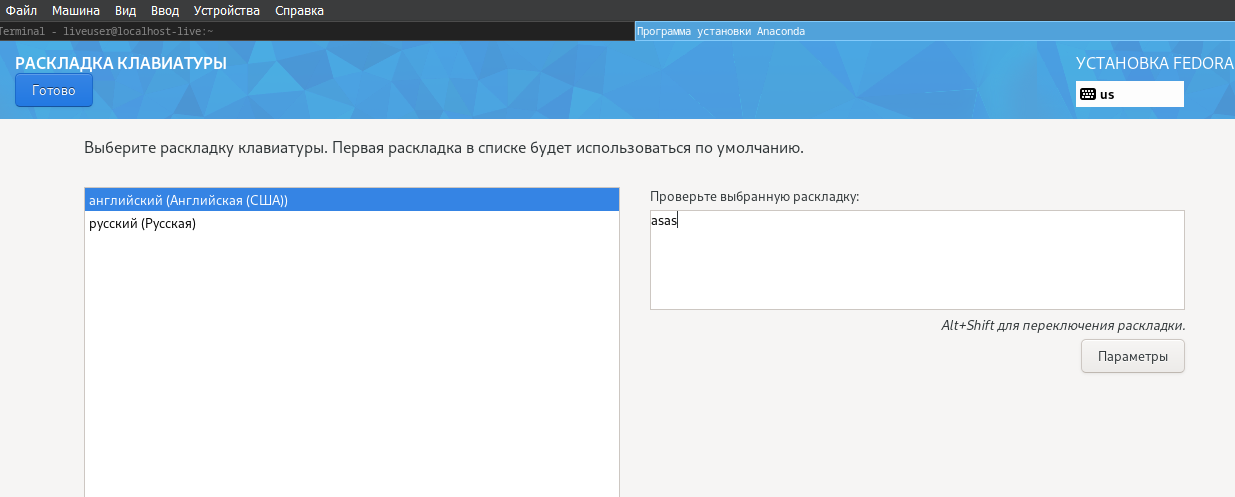 Файл Машина Вид Ввод Устройства Справка
Terminal - liveuser@localhost-live:~
Программа установки Anaconda
РАСКЛАДКА КЛАВИАТУРЫ
УСТАНОВКА FEDORA
Готово
us
Выберите раскладку клавиатуры. Первая раскладка в списке будет использоваться по умолчанию.
английский (Английская (США))
русский (Русская)
Проверьте выбранную раскладку:
asas
Alt+Shift для переключения раскладки.
Параметры